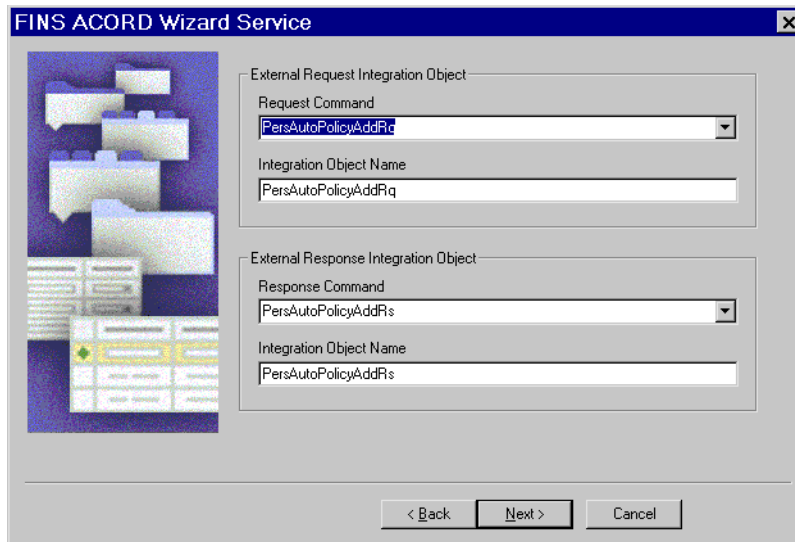 FINS ACORD Wizard Service
External Request Integration Object
Request Command
PersAutoPolicyAddRq
Integration Object Name
PersAutoPolicyAddRq
External Response Integration Object
Response Command
PersAutoPolicyAddRs
Integration Object Name
PersAutoPolicyAddRs
< Back
Next >
Cancel